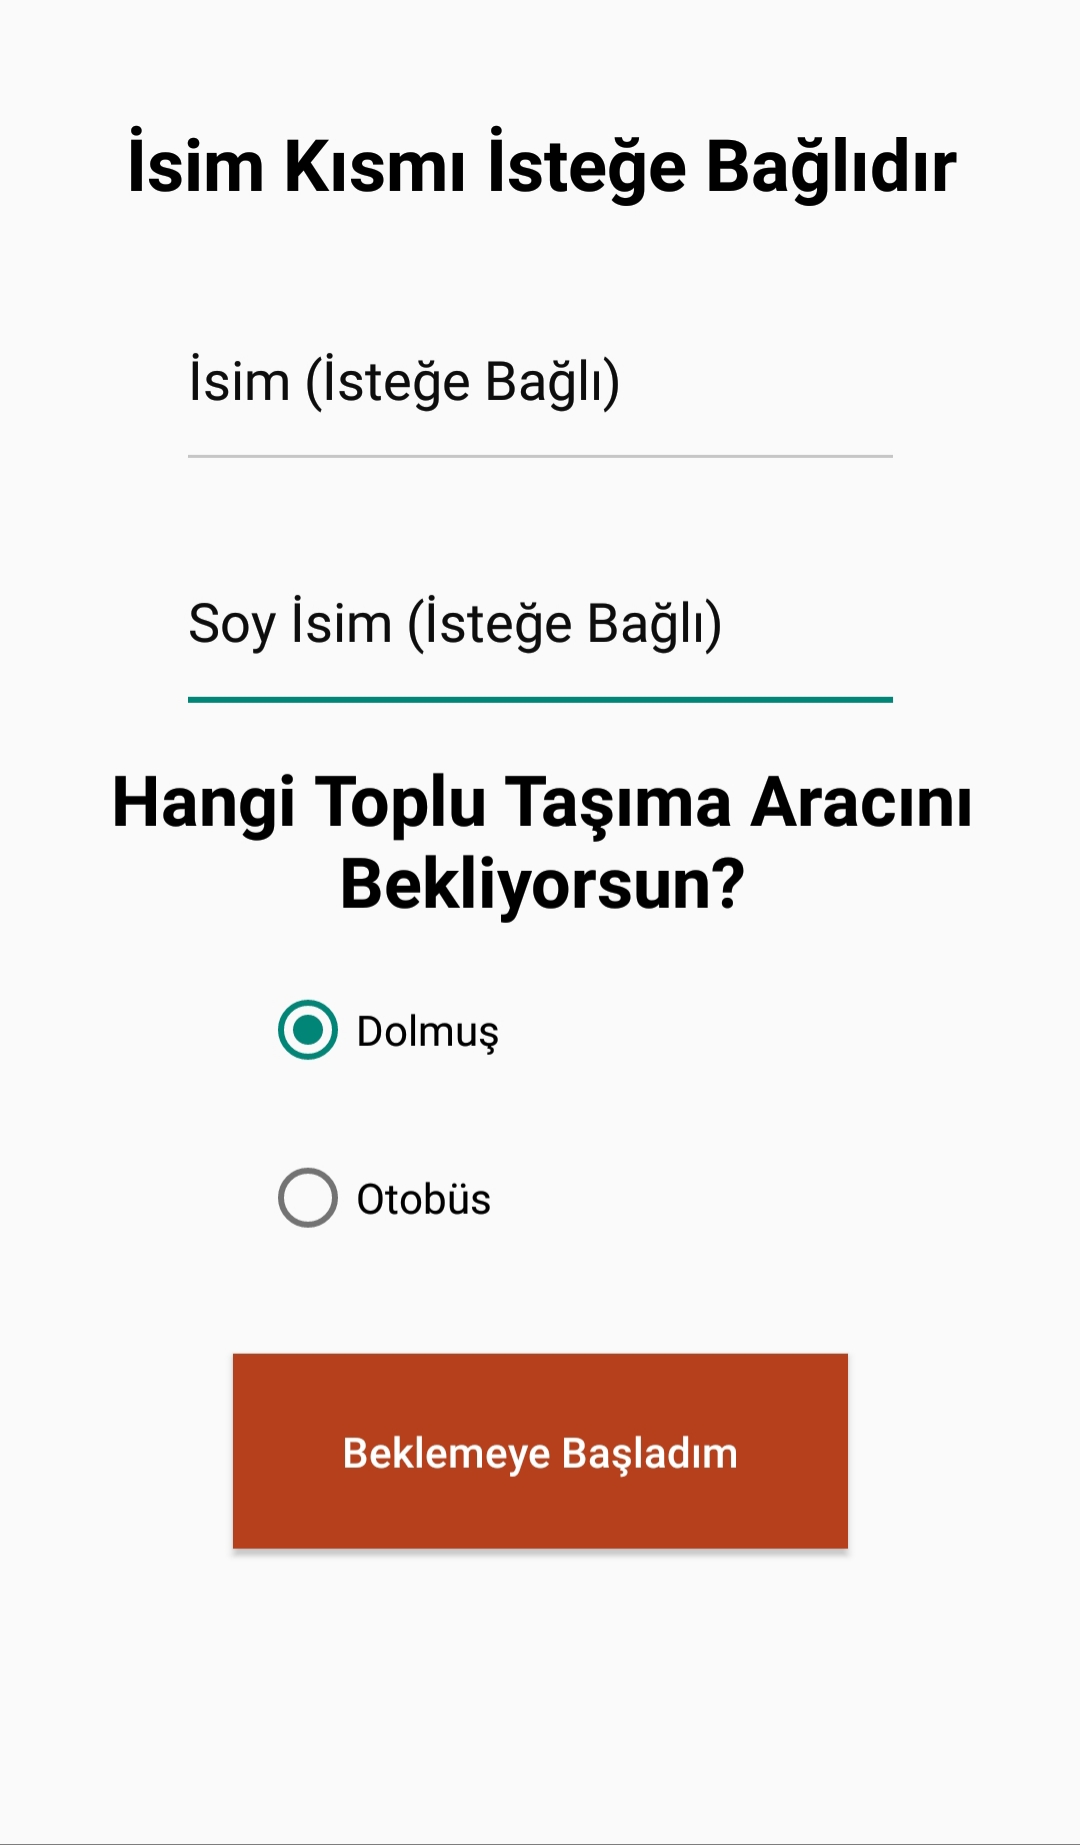 İsim Kısmı İsteğe Bağlıdır
İsim (İsteğe Bağlı)
Soy İsim (İsteğe Bağlı)
Hangi Toplu Taşıma Aracını
Bekliyorsun?
Dolmuş
Otobüs
Beklemeye Başladım